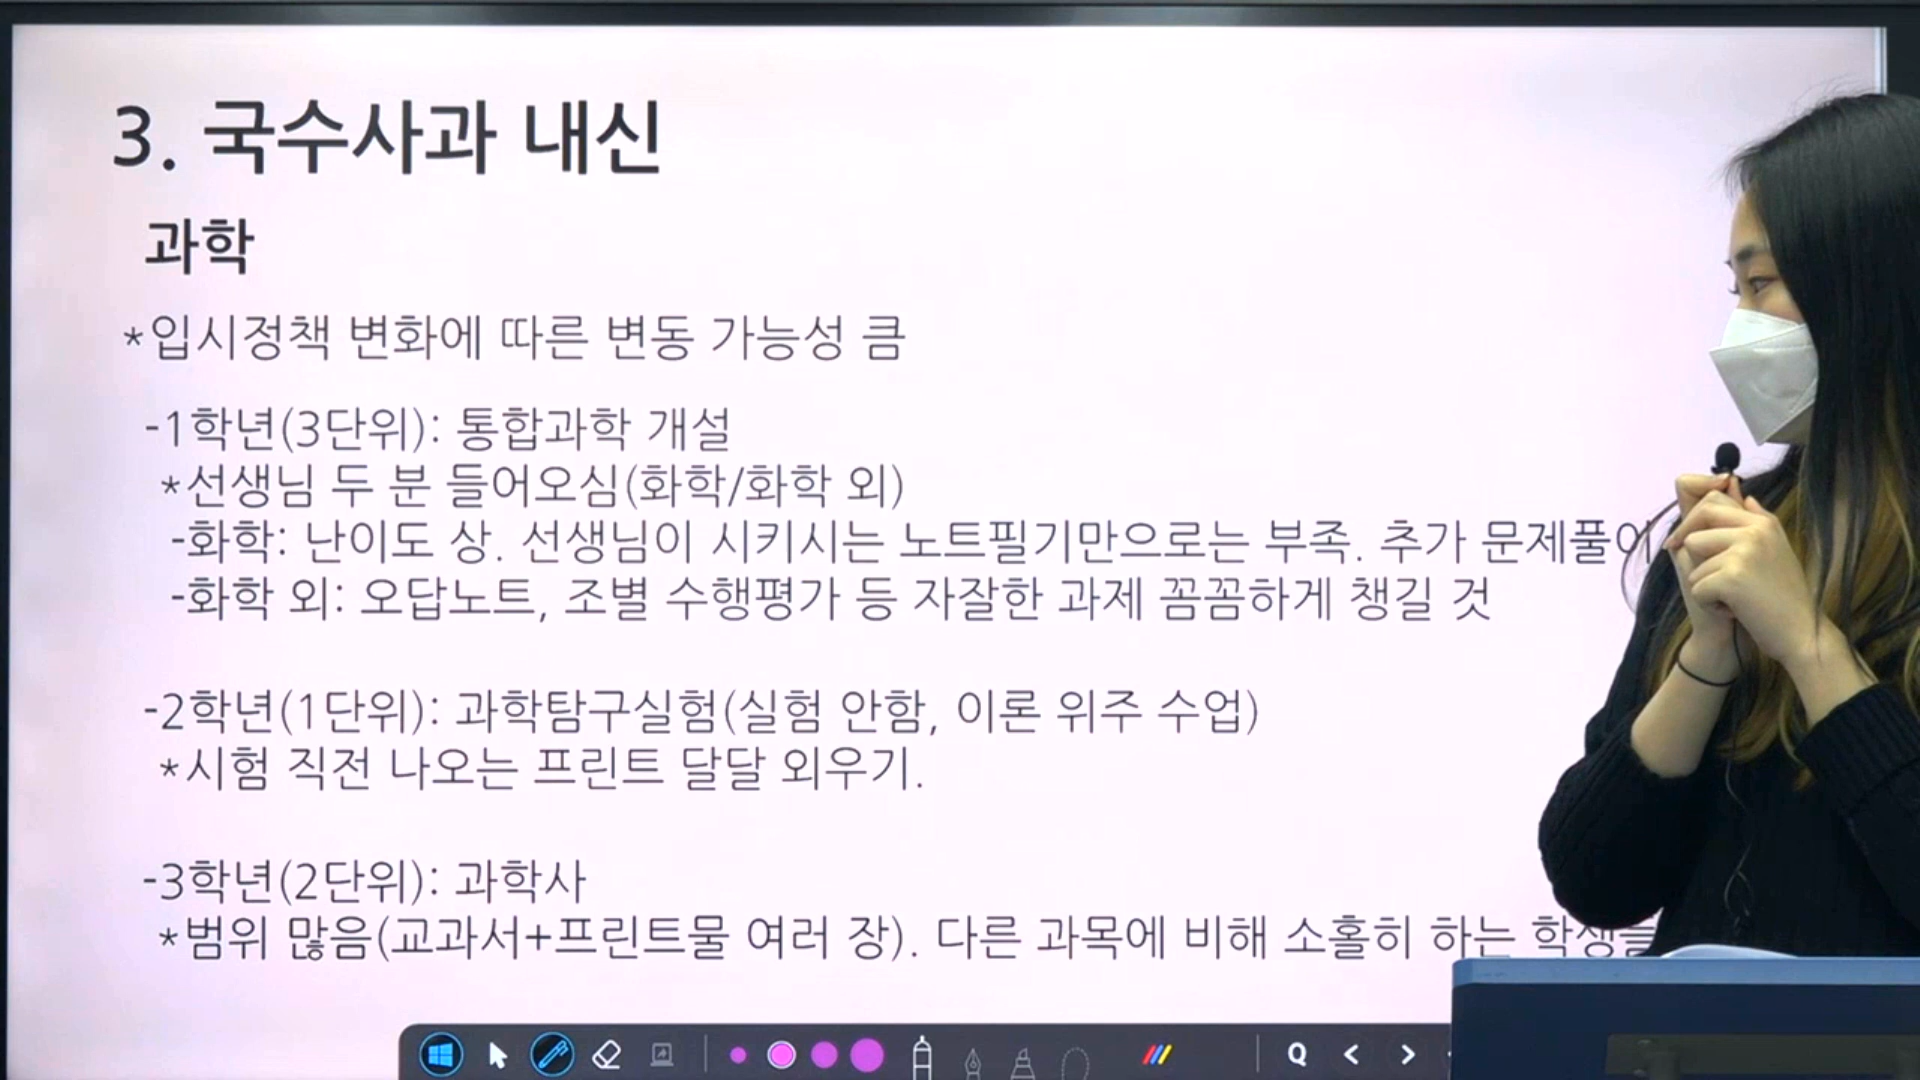 3. 국수사과 내신
과학
*입시정책 변화에 따른 변동 가능성 큼
-1학년(3단위): 통합과학 개설
*선생님 두 분 들어오심(화학/화학 외)
-화학: 난이도 상. 선생님이 시키시는 노트필기만으로는 부족. 추가 문제풀이
-화학 외: 오답노트, 조별 수행평가 등 자잘한 과제 꼼꼼하게 챙길 것
-2학년(1단위): 과학탐구실험(실험 안함, 이론 위주 수업)
*시험 직전 나오는 프린트 달달 외우기.
-3학년(2단위): 과학사
*범위 많음(교과서+프린트물 여러 장). 다른 과목에 비해 소홀히 하는 학생들